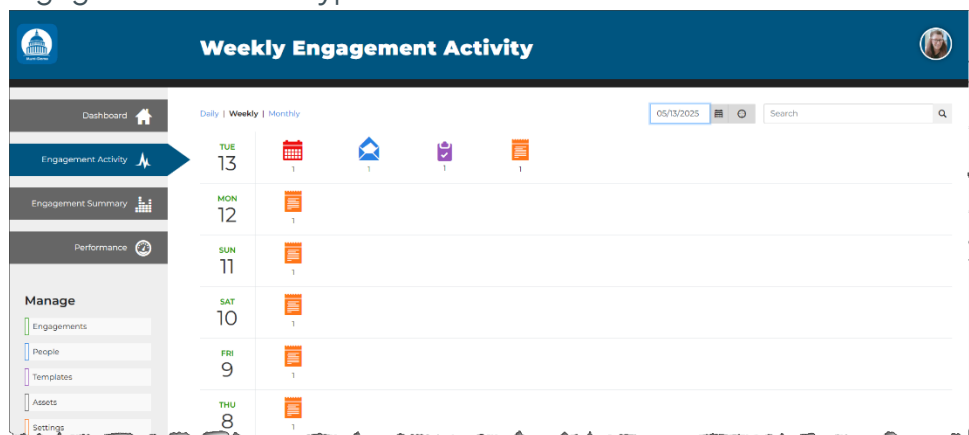 Weekly Engagement Activity
Dashboard
Daily | Weekly | Monthly
05/13/2025
Search
Engagement Activity
TUE
13
1
1
1
1
Engagement Summary
MON
12
1
Performance
SUN
11
1
Manage
SAT
10
1
Engagements
People
FRI
9
1
Templates
Assets
THU
8
1
Settings